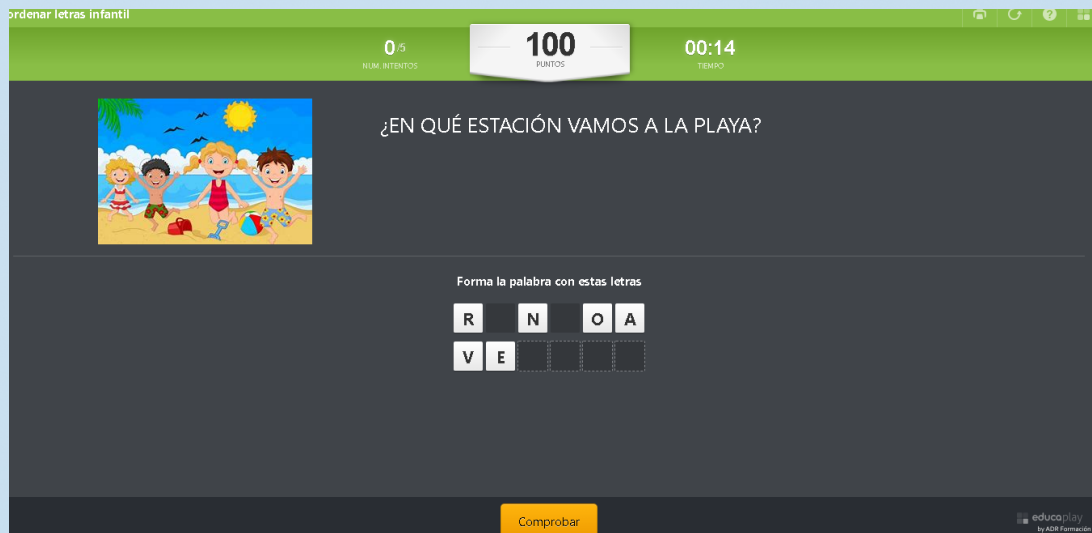 ordenar letras infantil
0/5
NUM. INTENTOS
100
PUNTOS
00:14
TIEMPO
¿EN QUÉ ESTACIÓN VAMOS A LA PLAYA?
Forma la palabra con estas letras
R N O A
V E
Comprobar
educaplay
by ADR Formación